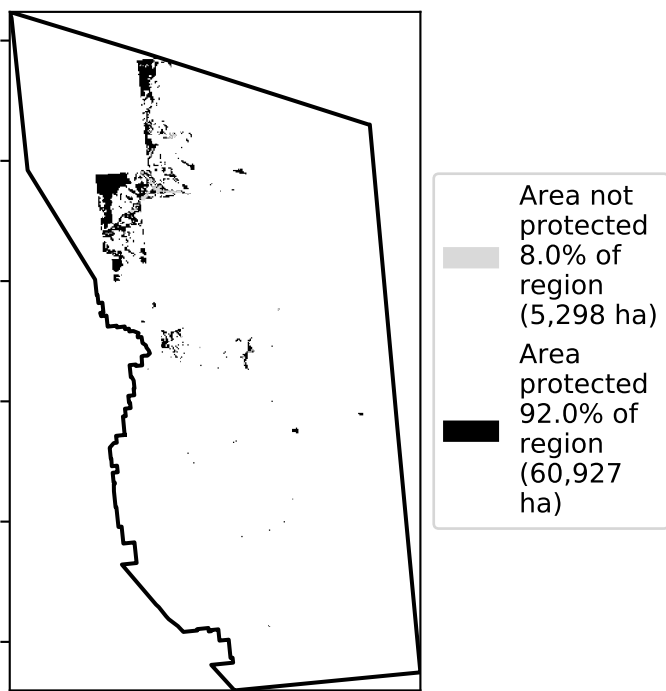 Area not
protected
8.0% of
region
(5,298 ha)
Area
protected
92.0% of
region
(60,927
ha)